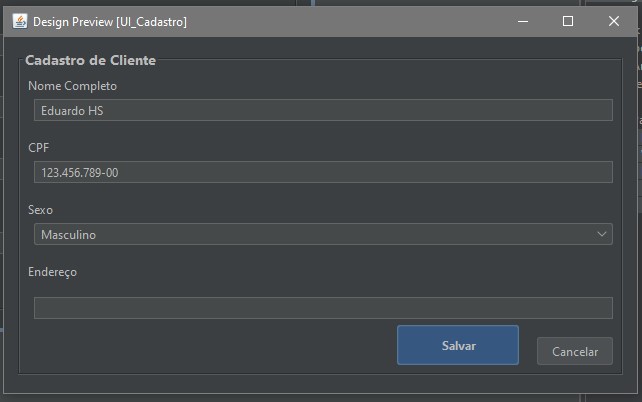 Design Preview [UI_Cadastro]
Cadastro de Cliente
Nome Completo
Eduardo HS
CPF
123.456.789-00
Sexo
Masculino
Endereço
Salvar
Cancelar